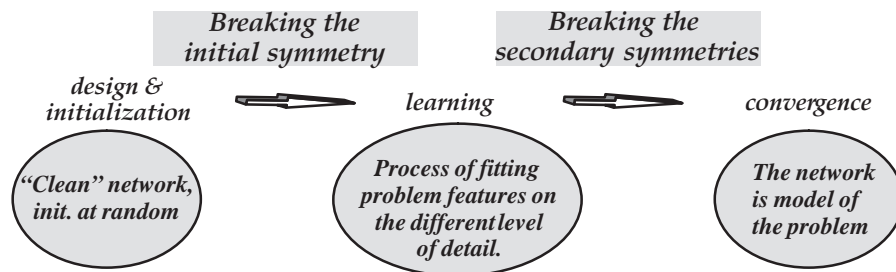 Breaking the
initial symmetry
Breaking the
secondary symmetries
design &
initialization
learning
convergence
“Clean” network,
init. at random
Process of fitting
problem features on
the different level
of detail.
The network
is model of
the problem